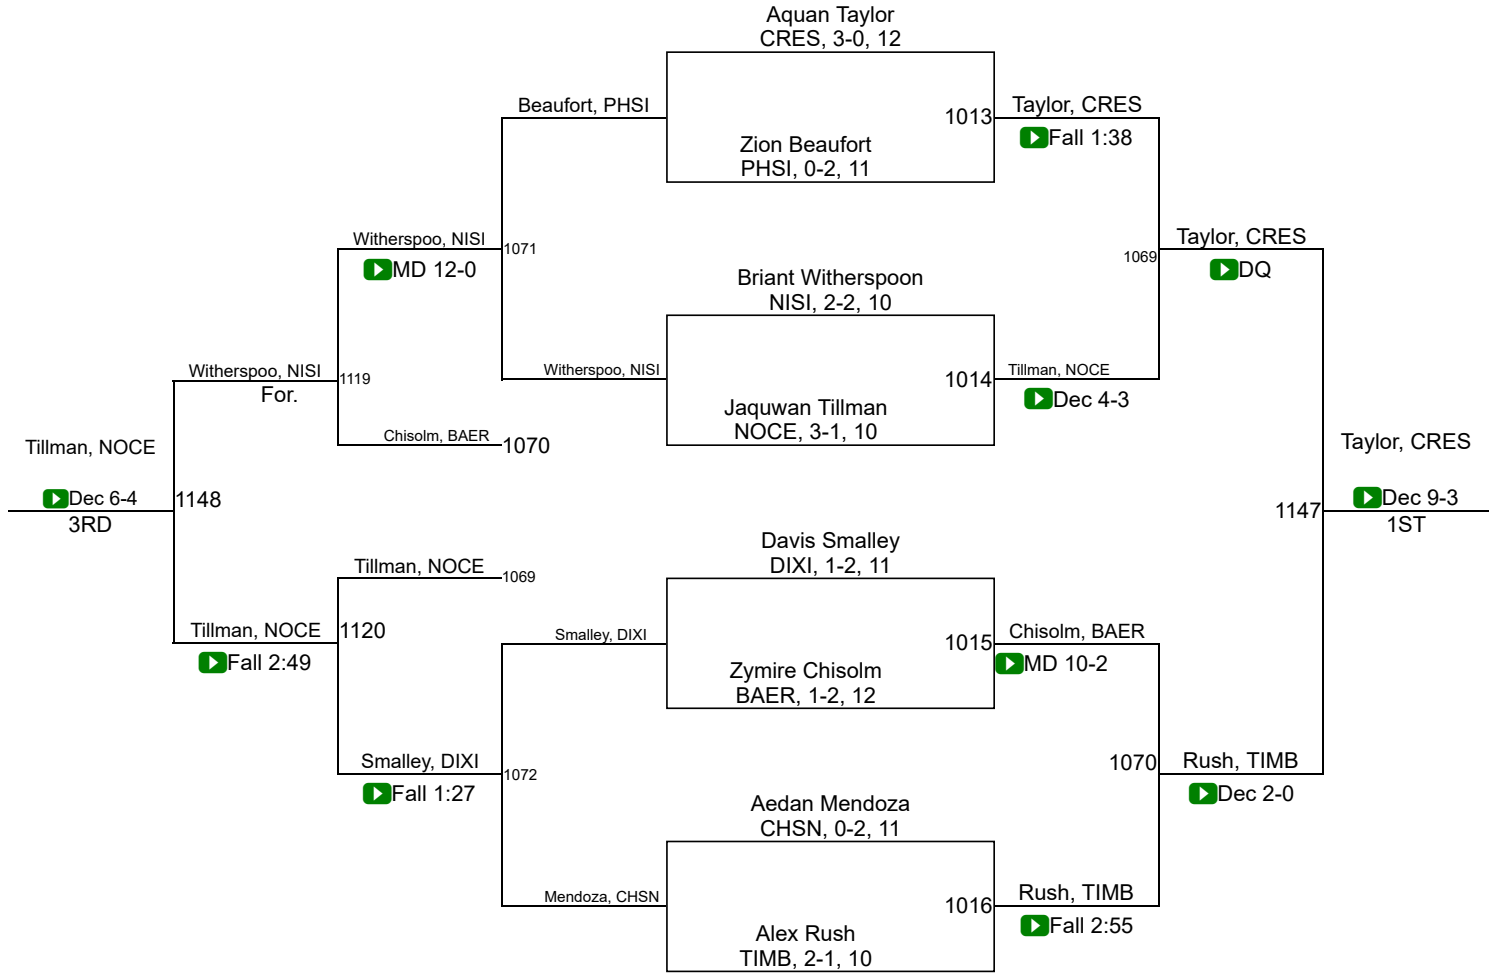 Aquan Taylor
CRES, 3-0, 12
Beaufort, PHSI
1013
Taylor, CRES
Fall 1:38
Zion Beaufort
PHSI, 0-2, 11
Witherspoo, NISI
1071
MD 12-0
1069
Taylor, CRES
DQ
Briant Witherspoon
NISI, 2-2, 10
Witherspoo, NISI
For.
1119
Witherspoo, NISI
1014
Tillman, NOCE
Dec 4-3
Jaquwan Tillman
NOCE, 3-1, 10
Chisolm, BAER
1070
Tillman, NOCE
Dec 6-4
3RD
1148
Taylor, CRES
1147
Dec 9-3
1ST
Davis Smalley
DIXI, 1-2, 11
Tillman, NOCE
1069
Tillman, NOCE
1120
Fall 2:49
Smalley, DIXI
1015
Chisolm, BAER
MD 10-2
Zymire Chisolm
BAER, 1-2, 12
Smalley, DIXI
1072
Fall 1:27
1070
Rush, TIMB
Dec 2-0
Aedan Mendoza
CHSN, 0-2, 11
Mendoza, CHSN
1016
Rush, TIMB
Fall 2:55
Alex Rush
TIMB, 2-1, 10